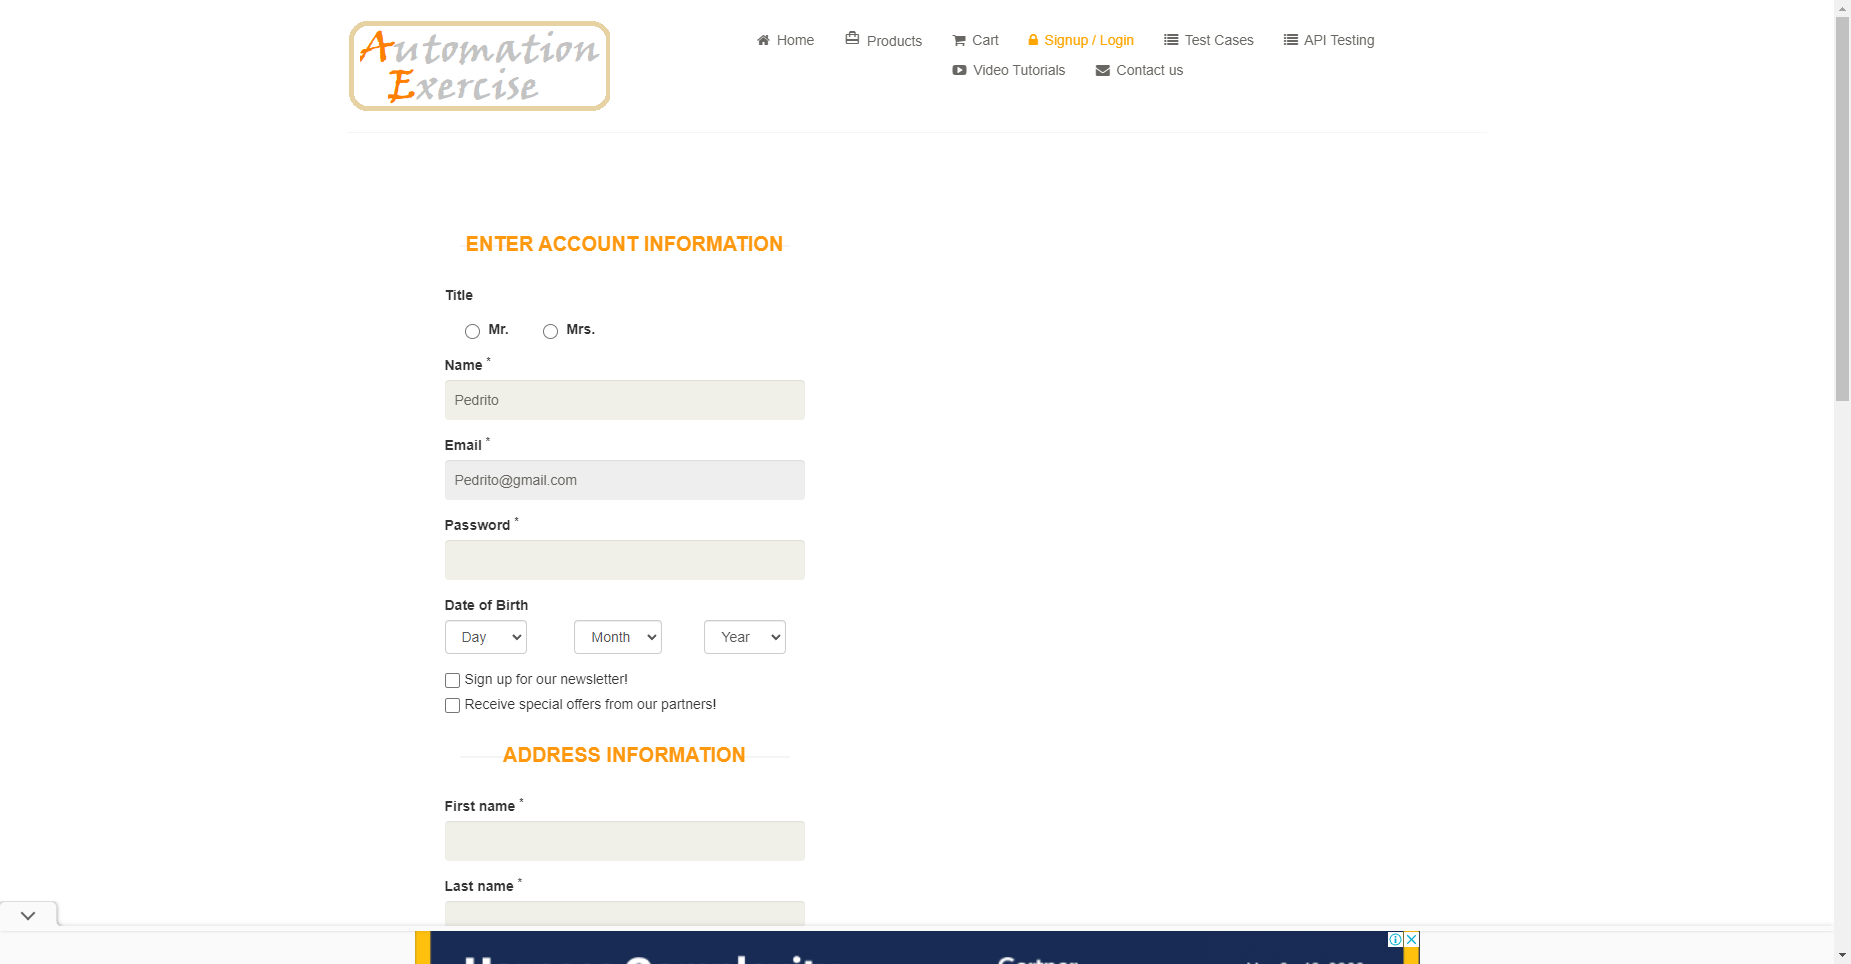 Automation
Exercise
Home
Products
Cart
Signup / Login
Test Cases
API Testing
Video Tutorials
Contact us
ENTER ACCOUNT INFORMATION
Title
Mr.
Mrs.
Name *
Pedrito
Email *
Pedrito@gmail.com
Password *
Date of Birth
Day
Month
Year
Sign up for our newsletter!
Receive special offers from our partners!
ADDRESS INFORMATION
First name *
Last name *
Gartner